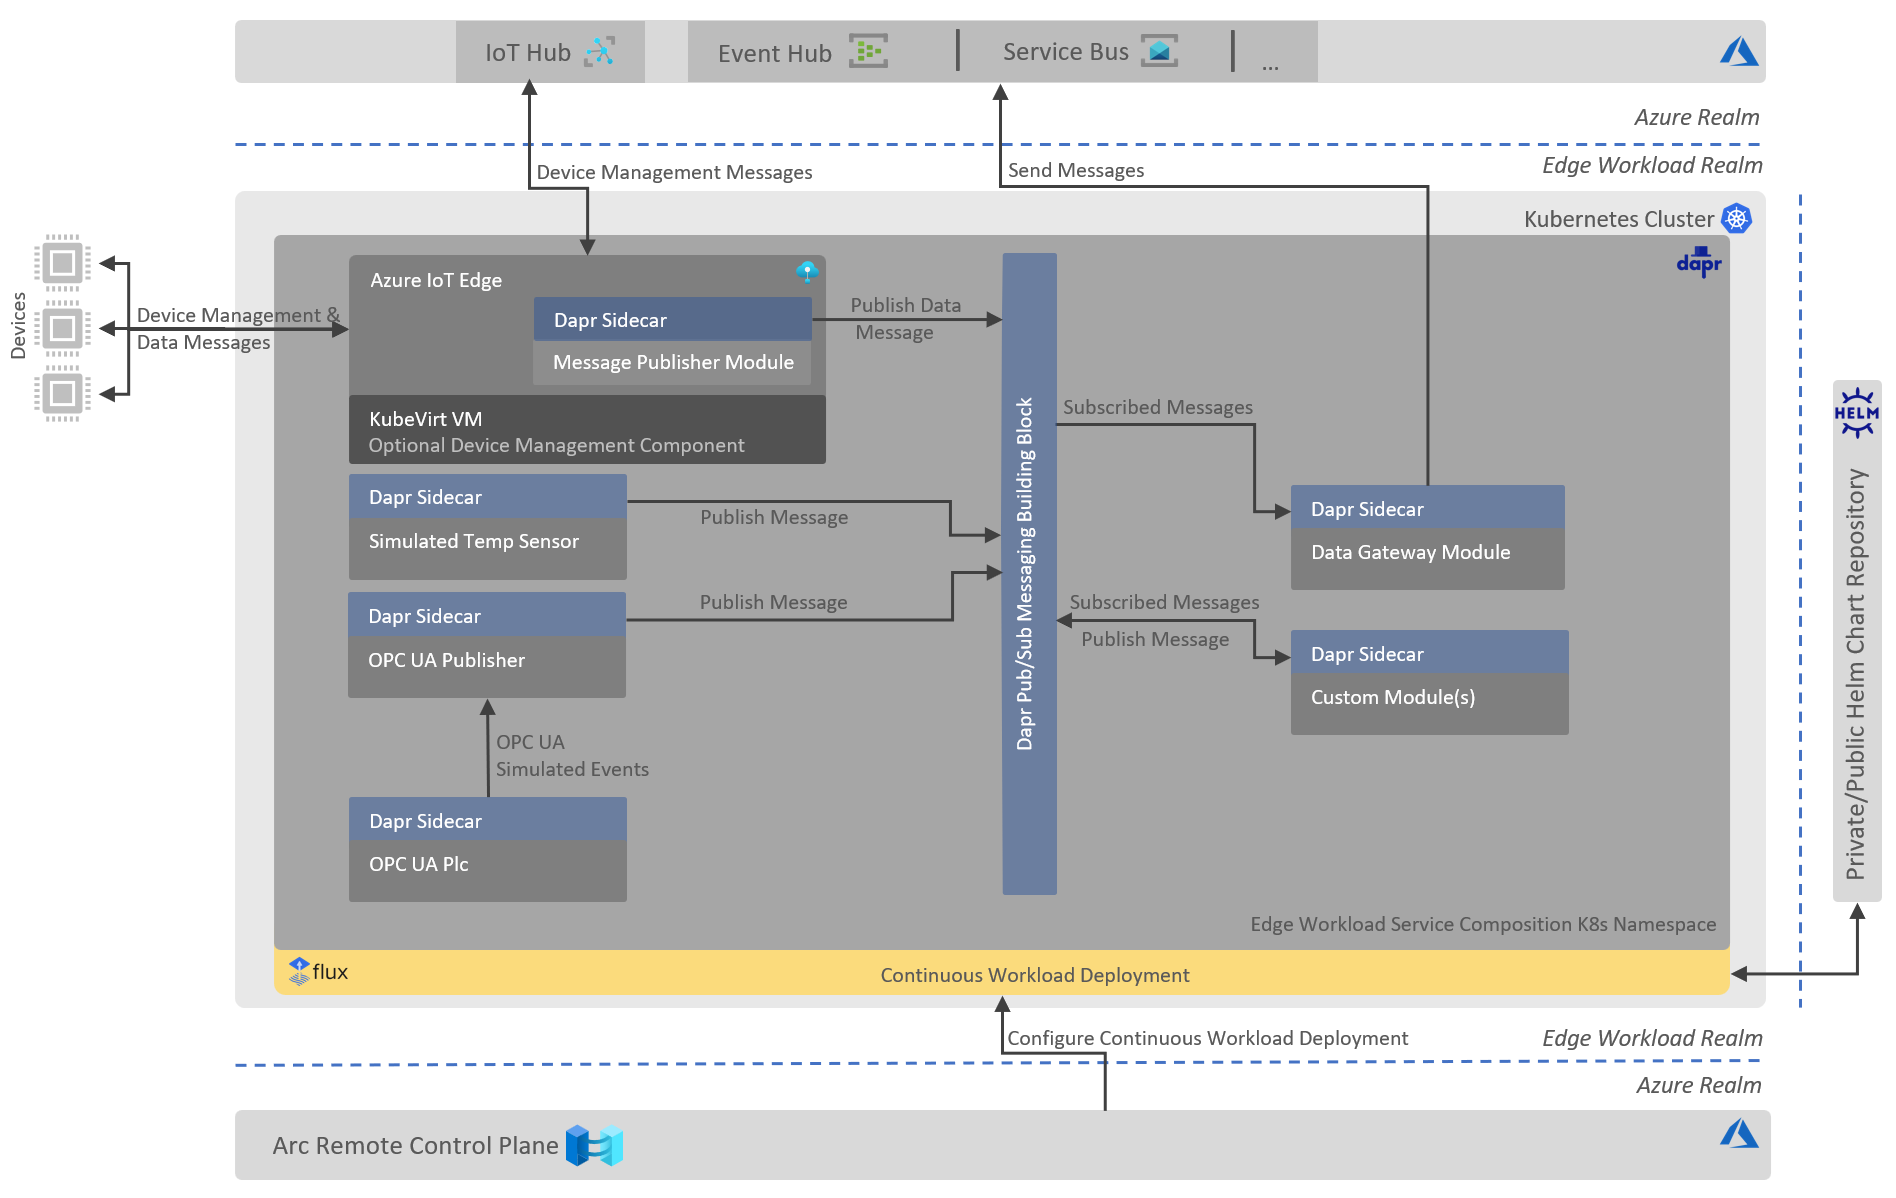 IoT Hub
Event Hub
Service Bus
...
Azure Realm
Edge Workload Realm
Device Management Messages
Send Messages
Kubernetes Cluster
dapr
Devices
Device Management &
Data Messages
Azure IoT Edge
Dapr Sidecar
Message Publisher Module
Publish Data
Message
KubeVirt VM
Optional Device Management Component
Dapr Sidecar
Simulated Temp Sensor
Publish Message
Dapr Sidecar
OPC UA Publisher
Publish Message
OPC UA
Simulated Events
Dapr Sidecar
OPC UA Plc
Dapr Pub/Sub Messaging Building Block
Subscribed Messages
Dapr Sidecar
Data Gateway Module
Subscribed Messages
Publish Message
Dapr Sidecar
Custom Module(s)
Edge Workload Service Composition K8s Namespace
flux
Continuous Workload Deployment
HELM
Private/Public Helm Chart Repository
Configure Continuous Workload Deployment
Edge Workload Realm
Azure Realm
Arc Remote Control Plane